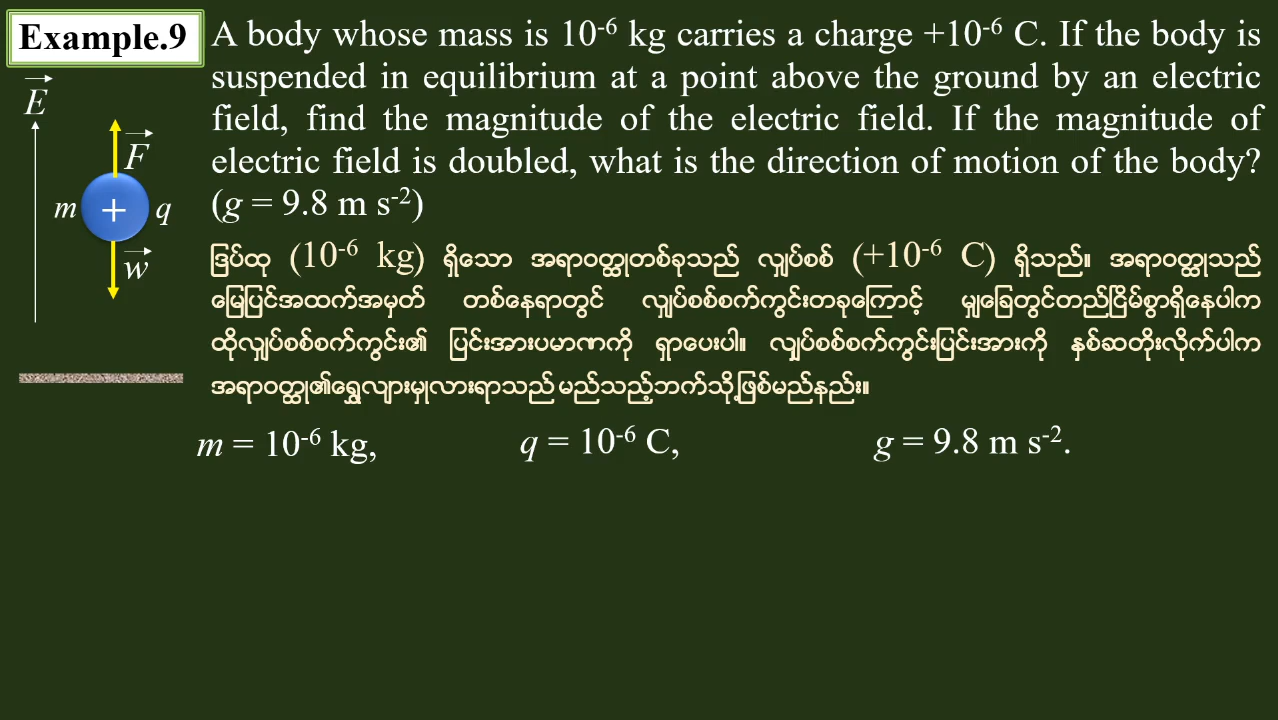 Example.9
A body whose mass is 10⁻⁶ kg carries a charge +10⁻⁶ C. If the body is
suspended in equilibrium at a point above the ground by an electric
field, find the magnitude of the electric field. If the magnitude of
electric field is doubled, what is the direction of motion of the body?
(g = 9.8 m s⁻²)
E
F
m + q
w
ဒြပ်ထု (10⁻⁶ kg) ရှိသော အရာဝတ္ထုတစ်ခုသည် လျှပ်စစ် (+10⁻⁶ C) ရှိသည်။ အရာဝတ္ထုသည်
မြေပြင်အထက်အမှတ် တစ်နေရာတွင် လျှပ်စစ်စက်ကွင်းတခုကြောင့် မျှခြေတွင်တည်ငြိမ်စွာရှိနေပါက
ထိုလျှပ်စစ်စက်ကွင်း၏ ပြင်းအားပမာဏကို ရှာပေးပါ။ လျှပ်စစ်စက်ကွင်းပြင်းအားကို နှစ်ဆတိုးလိုက်ပါက
အရာဝတ္ထု၏ရွေ့လျားမှုလားရာသည် မည်သည့်ဘက်သို့ဖြစ်မည်နည်း။
m = 10⁻⁶ kg, q = 10⁻⁶ C, g = 9.8 m s⁻².